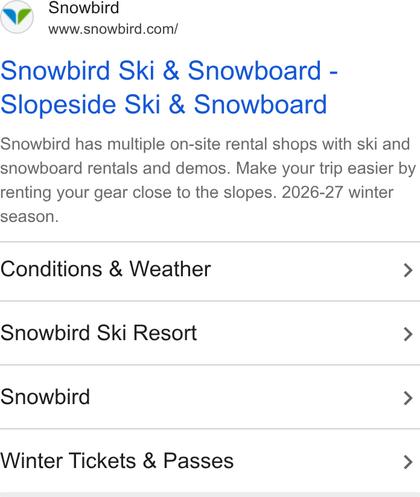 Snowbird
www.snowbird.com/
Snowbird Ski & Snowboard -
Slopeside Ski & Snowboard
Snowbird has multiple on-site rental shops with ski and
snowboard rentals and demos. Make your trip easier by
renting your gear close to the slopes. 2026-27 winter
season.
Conditions & Weather
Snowbird Ski Resort
Snowbird
Winter Tickets & Passes